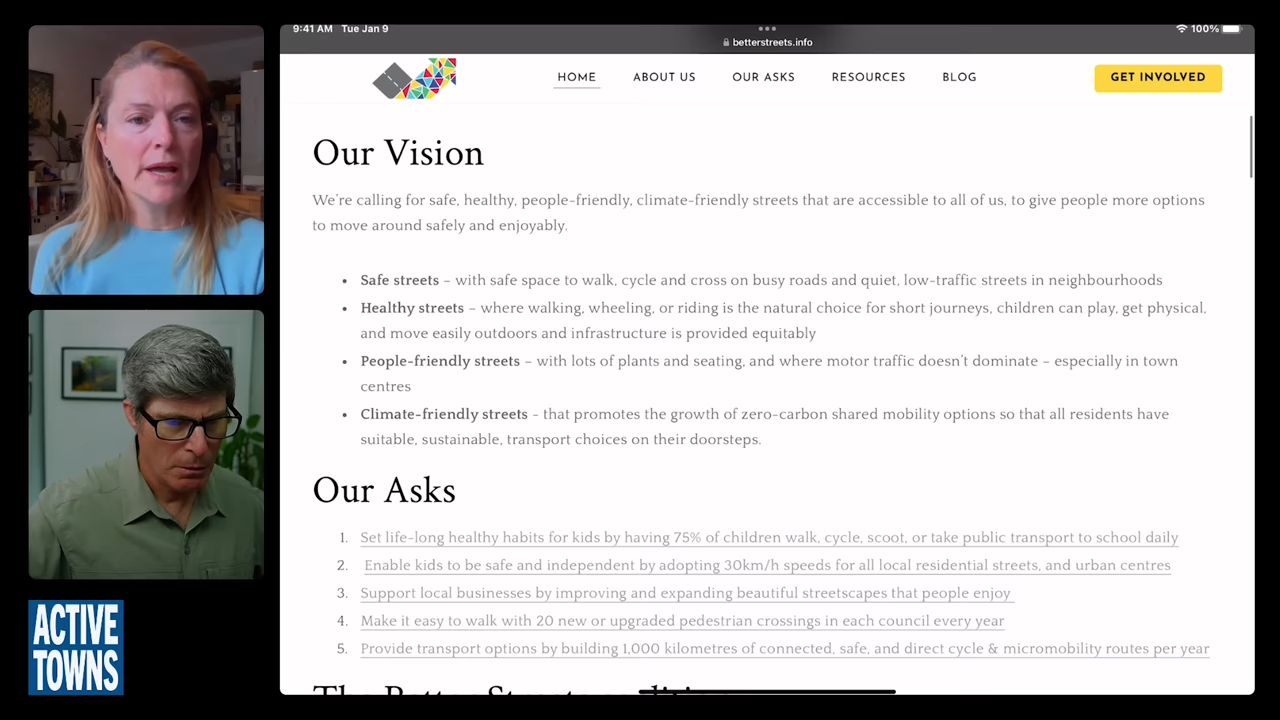 9:41 AM Tue Jan 9
betterstreets.info
100%
HOME ABOUT US OUR ASKS RESOURCES BLOG GET INVOLVED
Our Vision
We're calling for safe, healthy, people-friendly, climate-friendly streets that are accessible to all of us, to give people more options
to move around safely and enjoyably.
• Safe streets – with safe space to walk, cycle and cross on busy roads and quiet, low-traffic streets in neighbourhoods
• Healthy streets – where walking, wheeling, or riding is the natural choice for short journeys, children can play, get physical,
and move easily outdoors and infrastructure is provided equitably
• People-friendly streets – with lots of plants and seating, and where motor traffic doesn't dominate – especially in town
centres
• Climate-friendly streets - that promotes the growth of zero-carbon shared mobility options so that all residents have
suitable, sustainable, transport choices on their doorsteps.
Our Asks
1. Set life-long healthy habits for kids by having 75% of children walk, cycle, scoot, or take public transport to school daily
2. Enable kids to be safe and independent by adopting 30km/h speeds for all local residential streets, and urban centres
3. Support local businesses by improving and expanding beautiful streetscapes that people enjoy
4. Make it easy to walk with 20 new or upgraded pedestrian crossings in each council every year
5. Provide transport options by building 1,000 kilometres of connected, safe, and direct cycle & micromobility routes per year
The Better Streets
ACTIVE
TOWNS